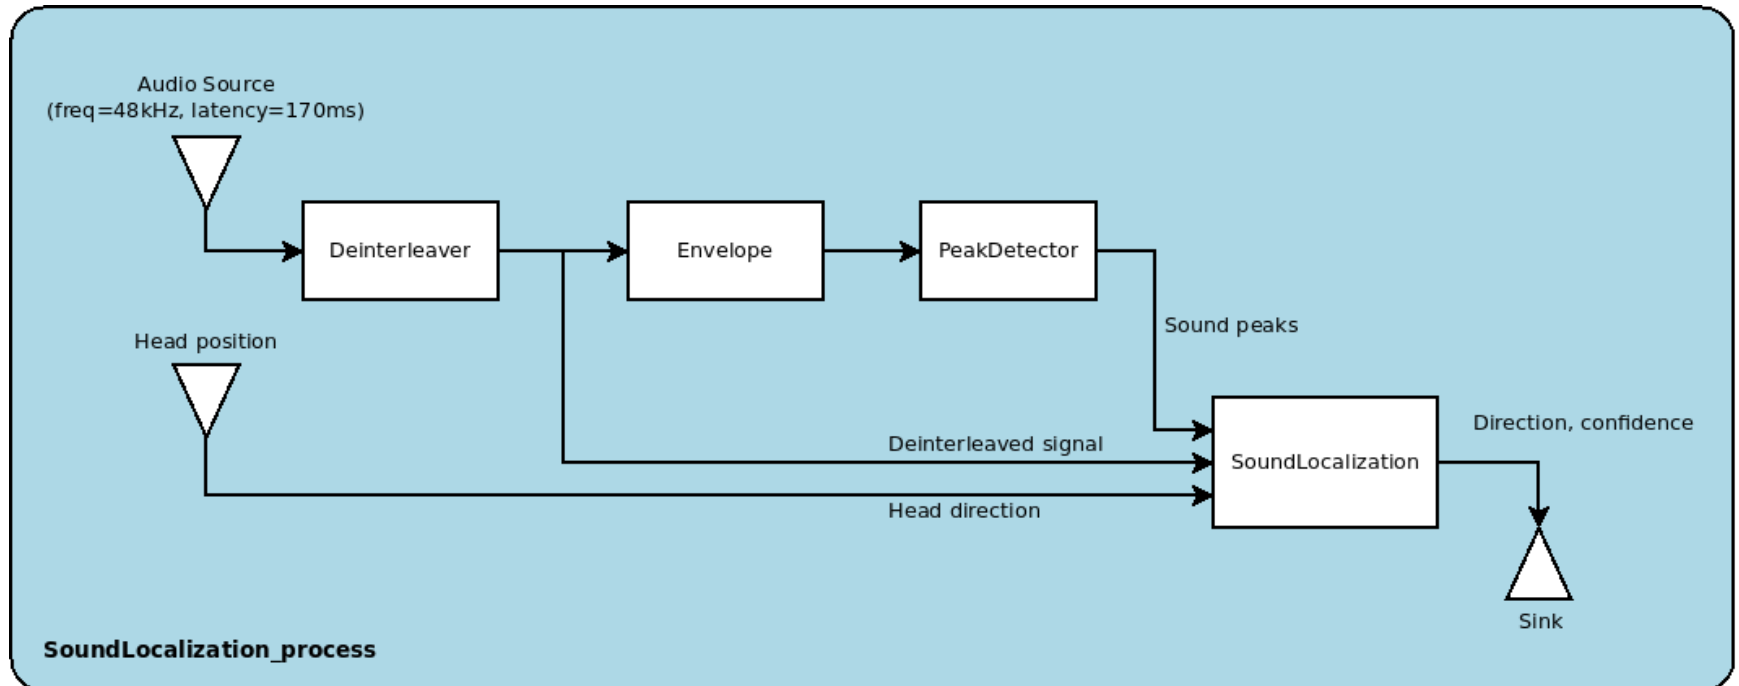 Audio Source
(freq=48kHz, latency=170ms)
Deinterleaver
Envelope
PeakDetector
Head position
Sound peaks
Direction, confidence
Deinterleaved signal
SoundLocalization
Head direction
Sink
SoundLocalization_process